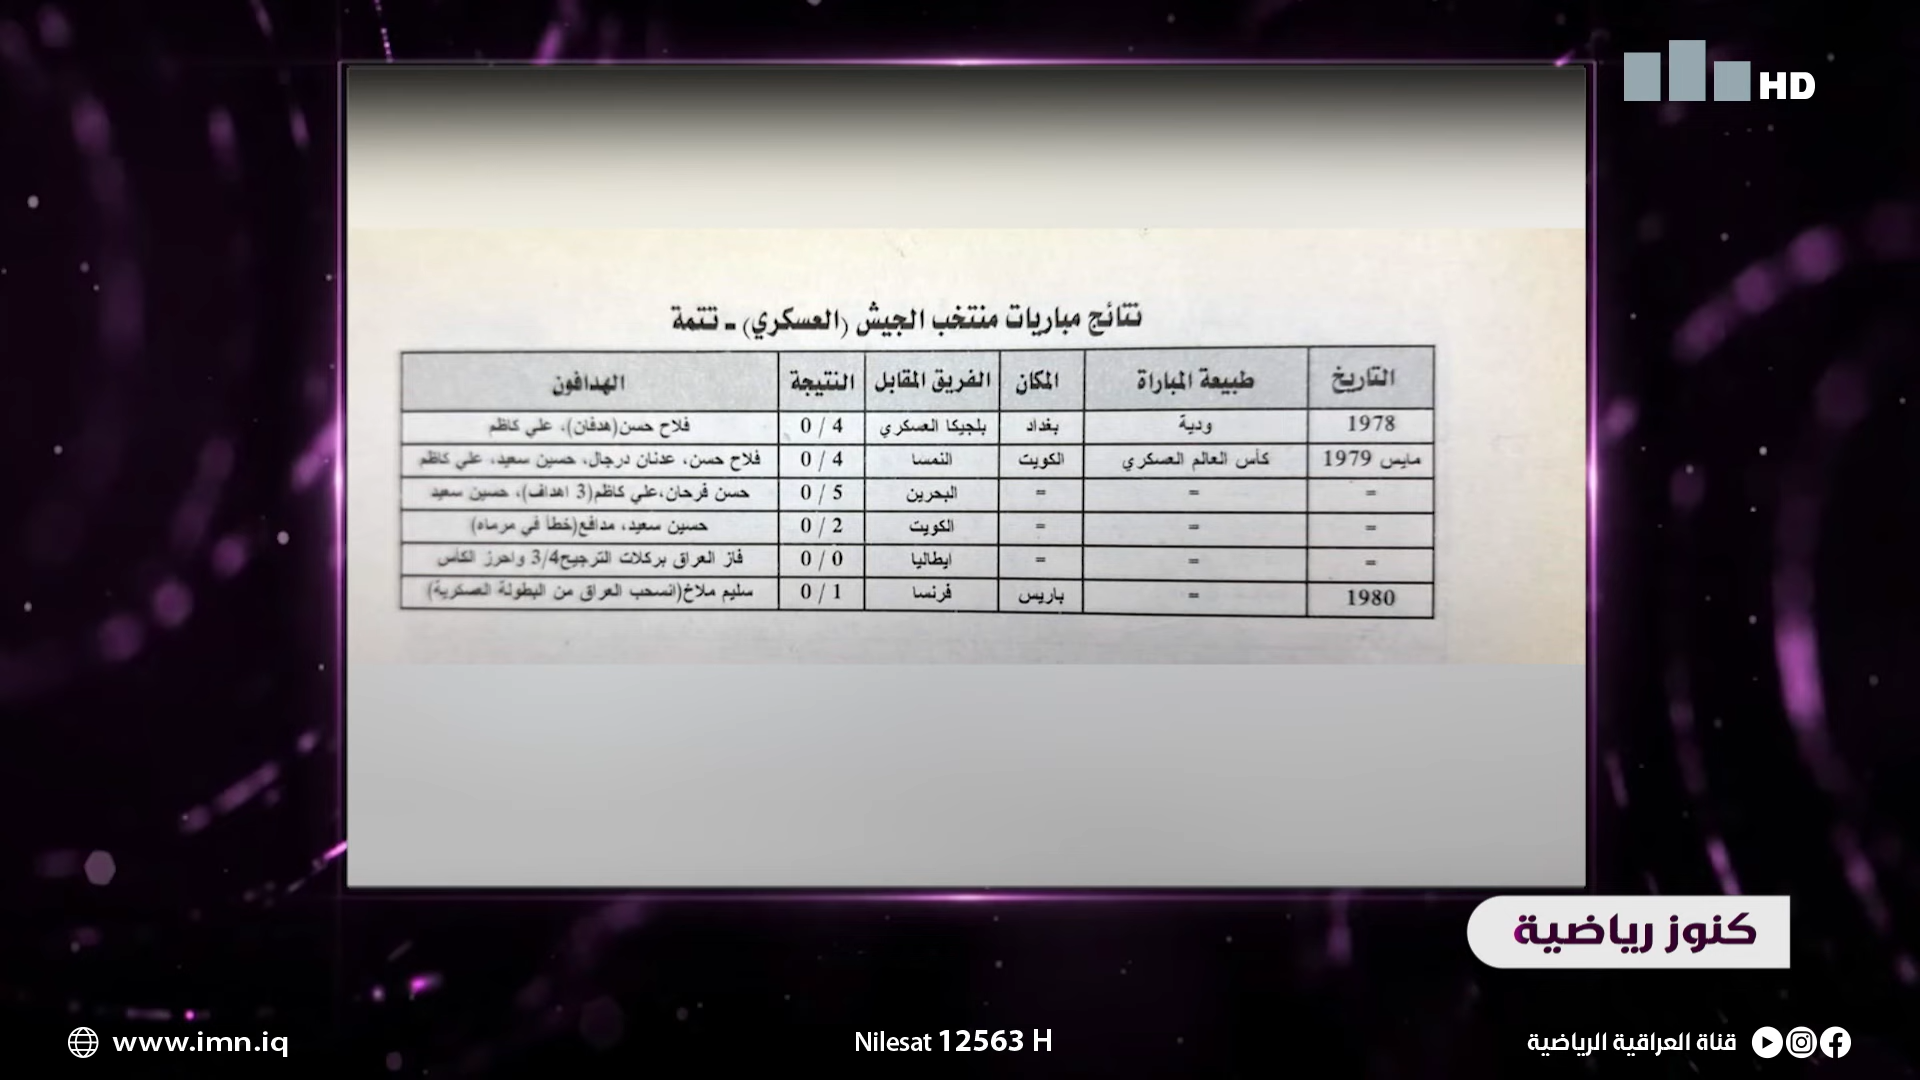 HD
نتائج مباريات منتخب الجيش (العسكري) ـ تتمة
التاريخ طبيعة المباراة المكان الفريق المقابل النتيجة الهدافون
1978 ودية بغداد بلجيكا العسكري 4 / 0 فلاح حسن(هدفان)، علي كاظم
مايس 1979 كأس العالم العسكري الكويت النمسا 4 / 0 فلاح حسن، عدنان درجال، حسين سعيد، علي كاظم
= = = البحرين 5 / 0 حسن فرحان،علي كاظم(3 اهداف)، حسين سعيد
= = = الكويت 2 / 0 حسين سعيد، مدافع(خطأ في مرماه)
= = = ايطاليا 0 / 0 فاز العراق بركلات الترجيح3/4 واحرز الكأس
1980 = باريس فرنسا 1 / 0 سليم ملاخ(انسحب العراق من البطولة العسكرية)
كنوز رياضية
www.imn.iq
Nilesat 12563 H
قناة العراقية الرياضية